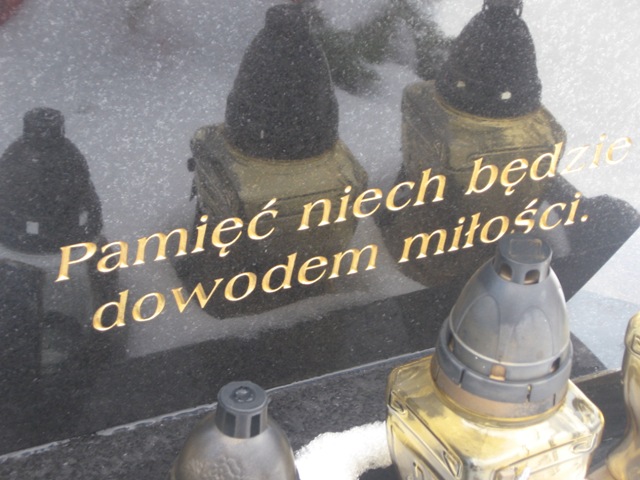 Pamięć niech będzie
dowodem miłości.